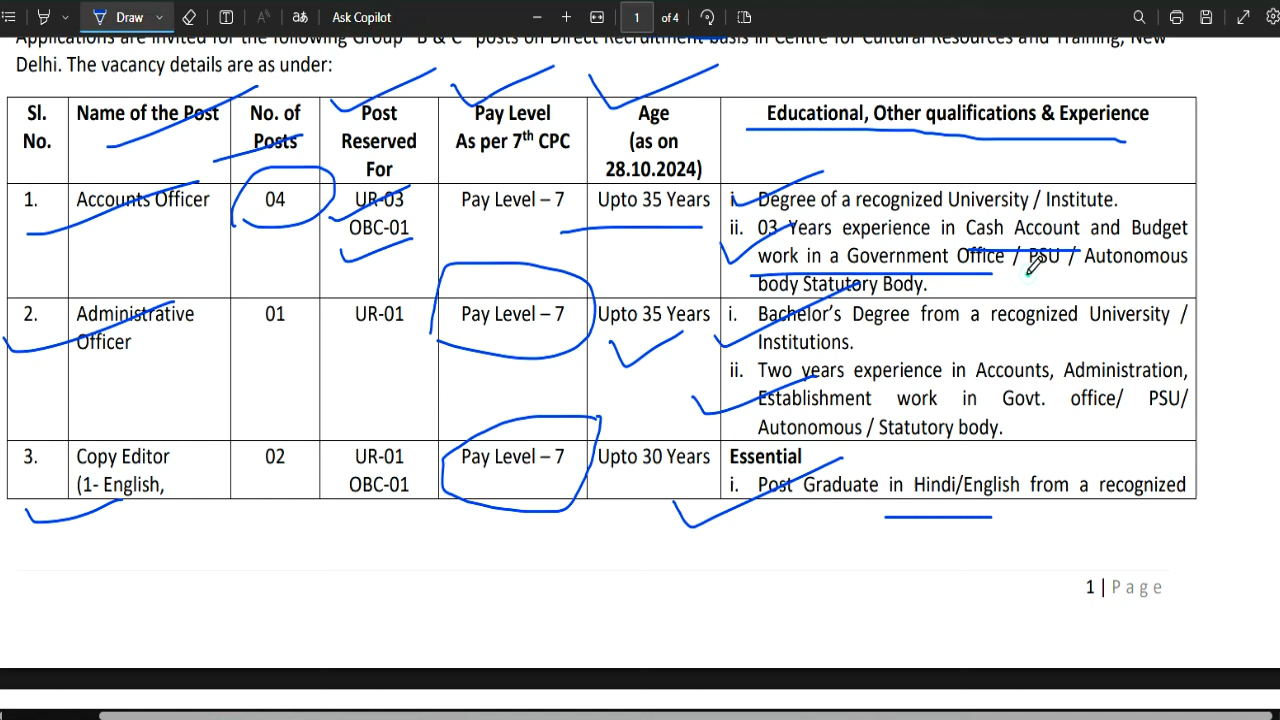 Draw
Ask Copilot
1 of 4
Applications are invited for the following Group "B & C" posts on Direct Recruitment basis in Centre for Cultural Resources and Training, New
Delhi. The vacancy details are as under:
Sl. No.
Name of the Post
No. of Posts
Post Reserved For
Pay Level As per 7th CPC
Age (as on 28.10.2024)
Educational, Other qualifications & Experience
1.
Accounts Officer
04
UR-03
OBC-01
Pay Level – 7
Upto 35 Years
i. Degree of a recognized University / Institute.
ii. 03 Years experience in Cash Account and Budget
work in a Government Office / PSU / Autonomous
body Statutory Body.
2.
Administrative
Officer
01
UR-01
Pay Level – 7
Upto 35 Years
i. Bachelor's Degree from a recognized University /
Institutions.
ii. Two years experience in Accounts, Administration,
Establishment work in Govt. office/ PSU/
Autonomous / Statutory body.
3.
Copy Editor
(1- English,
02
UR-01
OBC-01
Pay Level – 7
Upto 30 Years
Essential
i. Post Graduate in Hindi/English from a recognized
1 | Page